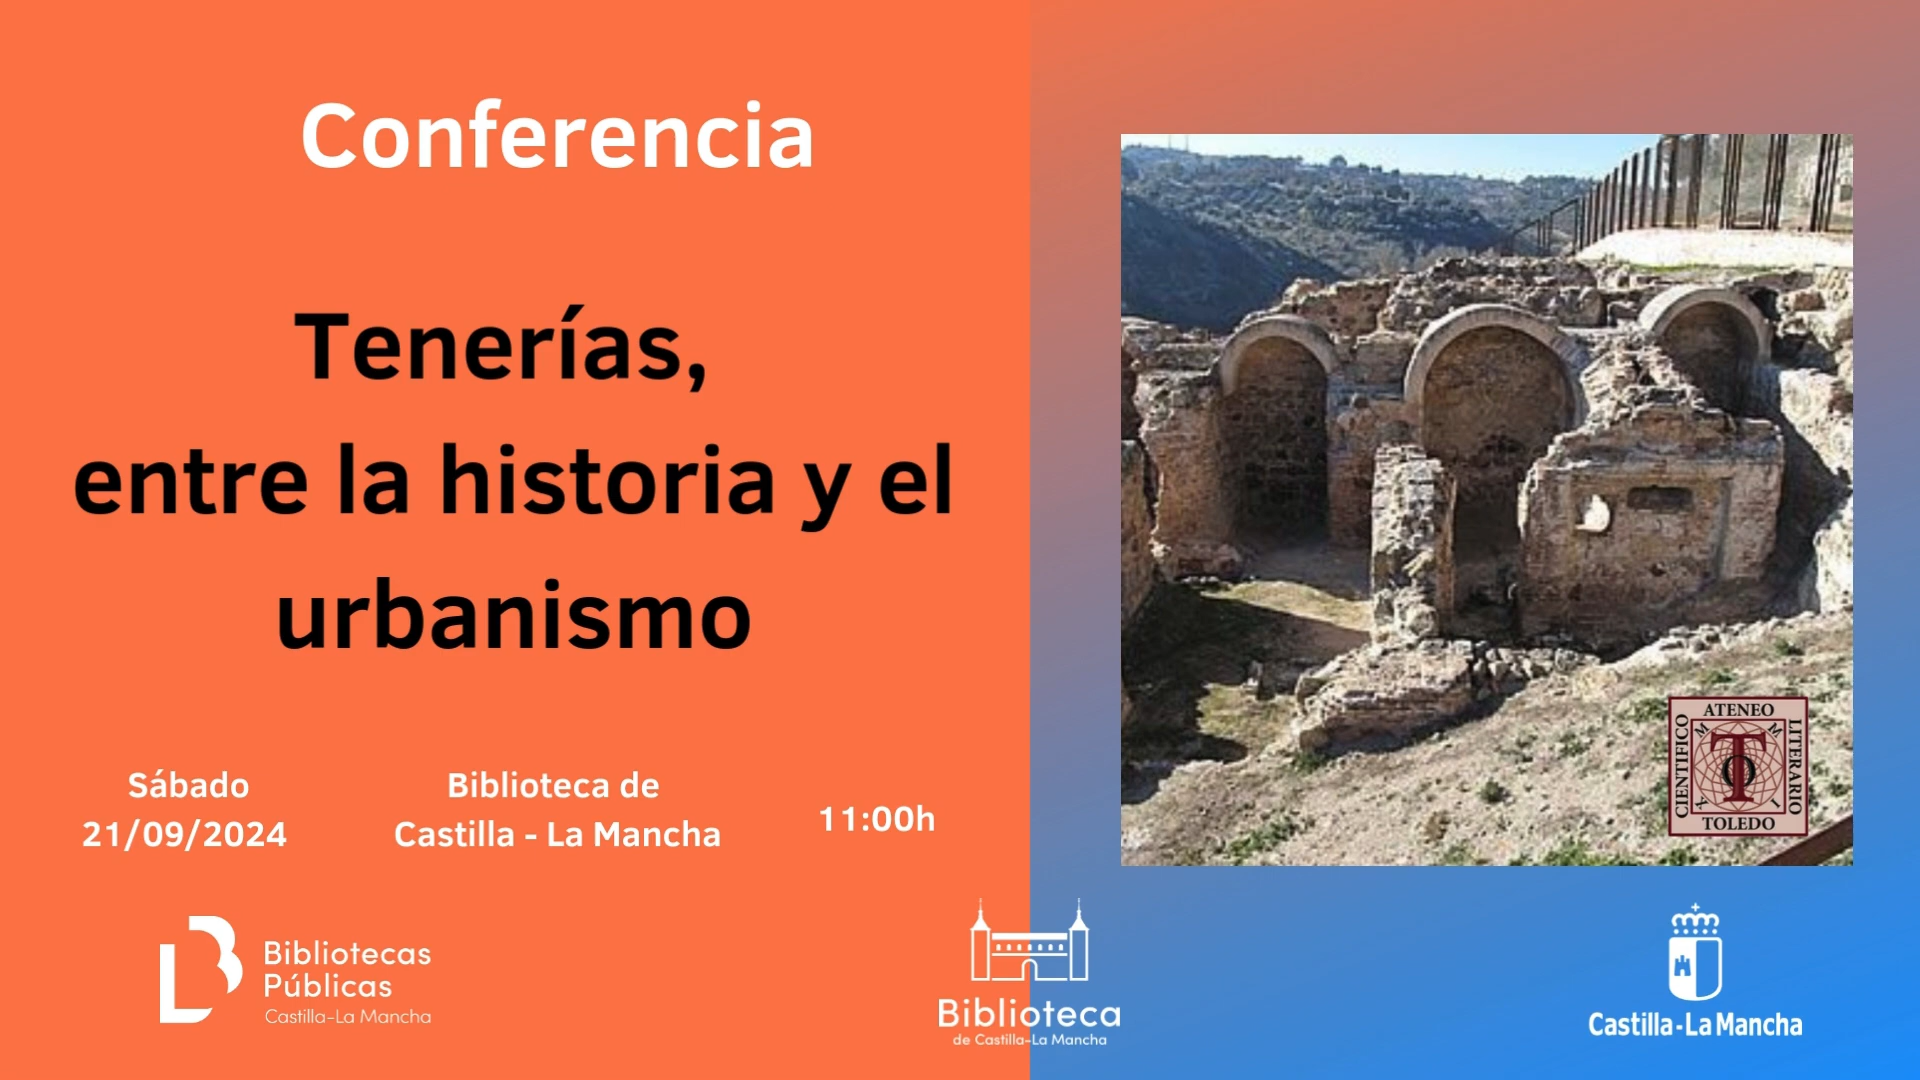 Conferencia
Tenerías,
entre la historia y el
urbanismo
Sábado
21/09/2024
Biblioteca de
Castilla - La Mancha
11:00h
ATENEO
CIENTIFICO
LITERARIO
TOLEDO
M M X I
T
Bibliotecas
Públicas
Castilla-La Mancha
Biblioteca
de Castilla-La Mancha
Castilla-La Mancha